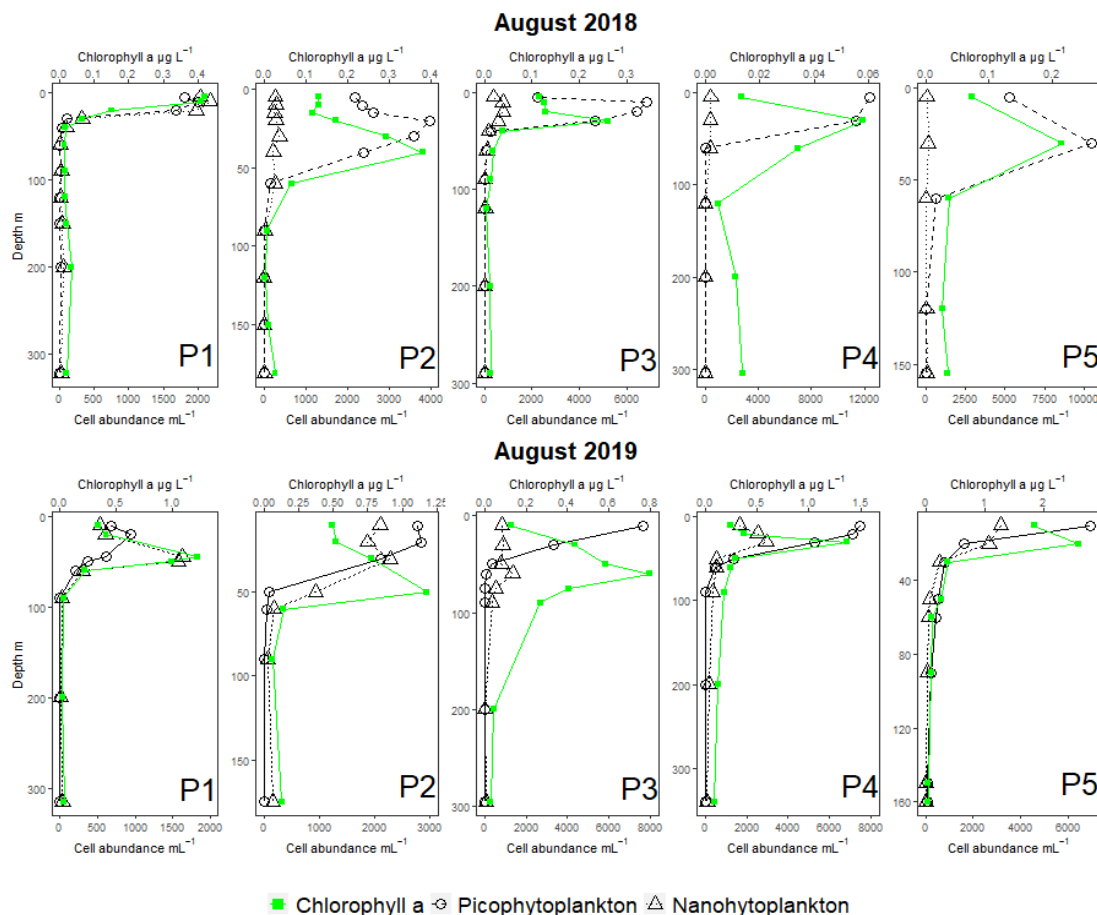 August 2018
Chlorophyll a µg L⁻¹ Chlorophyll a µg L⁻¹ Chlorophyll a µg L⁻¹ Chlorophyll a µg L⁻¹ Chlorophyll a µg L⁻¹
0.0 0.1 0.2 0.3 0.4 0.0 0.1 0.2 0.3 0.4 0.0 0.1 0.2 0.3 0.00 0.02 0.04 0.06 0.0 0.1 0.2
Depth m
0 100 200 300
0 50 100 150
0 100 200 300
0 100 200 300
0 50 100 150
P1 P2 P3 P4 P5
0 500 1000 1500 2000 0 1000 2000 3000 4000 0 2000 4000 6000 0 4000 8000 12000 0 2500 5000 7500 10000
Cell abundance mL⁻¹ Cell abundance mL⁻¹ Cell abundance mL⁻¹ Cell abundance mL⁻¹ Cell abundance mL⁻¹
August 2019
Chlorophyll a µg L⁻¹ Chlorophyll a µg L⁻¹ Chlorophyll a µg L⁻¹ Chlorophyll a µg L⁻¹ Chlorophyll a µg L⁻¹
0.0 0.5 1.0 0.00 0.25 0.50 0.75 1.00 1.25 0.0 0.2 0.4 0.6 0.8 0.0 0.5 1.0 1.5 0 1 2
Depth m
0 100 200 300
50 100 150
0 100 200 300
0 100 200 300
40 80 120 160
P1 P2 P3 P4 P5
0 500 1000 1500 2000 0 1000 2000 3000 0 2000 4000 6000 8000 0 2000 4000 6000 8000 0 2000 4000 6000
Cell abundance mL⁻¹ Cell abundance mL⁻¹ Cell abundance mL⁻¹ Cell abundance mL⁻¹ Cell abundance mL⁻¹
Chlorophyll a Picophytoplankton Nanohytoplankton